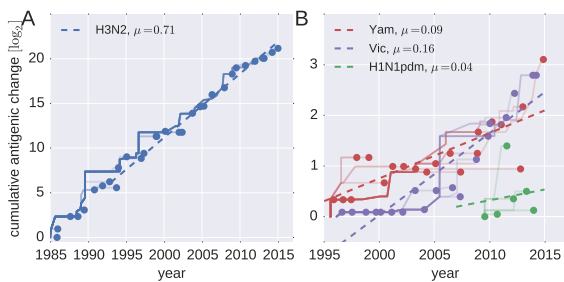 A
H3N2, μ=0.71
cumulative antigenic change [log₂]
20
15
10
5
0
1985 1990 1995 2000 2005 2010 2015
year
B
Yam, μ=0.09
Vic, μ=0.16
H1N1pdm, μ=0.04
3
2
1
0
1995 2000 2005 2010 2015
year